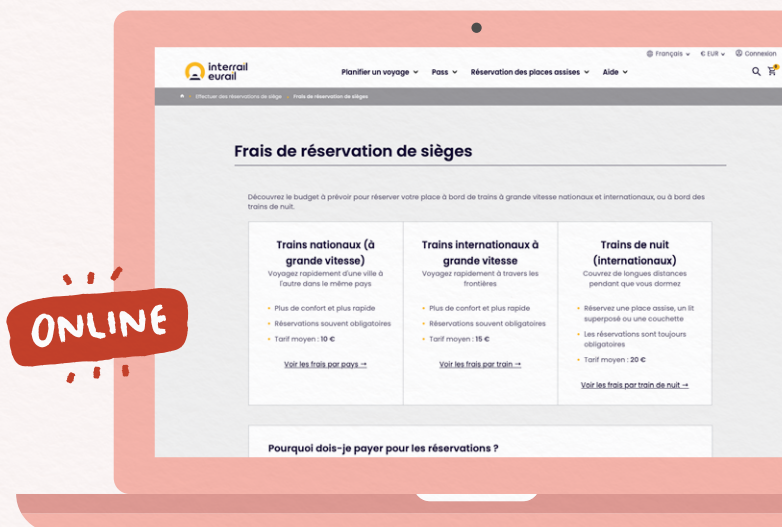 Français € EUR Connexion
interrail
eurail
Planifier un voyage Pass Réservation des places assises Aide
Effectuer des réservations de siège Frais de réservation de sièges
Frais de réservation de sièges
Découvrez le budget à prévoir pour réserver votre place à bord de trains à grande vitesse nationaux et internationaux, ou à bord des
trains de nuit.
Trains nationaux (à
grande vitesse)
Voyagez rapidement d'une ville à
l'autre dans le même pays
• Plus de confort et plus rapide
• Réservations souvent obligatoires
• Tarif moyen : 10 €
Voir les frais par pays →
Trains internationaux à
grande vitesse
Voyagez rapidement à travers les
frontières
• Plus de confort et plus rapide
• Réservations souvent obligatoires
• Tarif moyen : 15 €
Voir les frais par train →
Trains de nuit
(internationaux)
Couvrez de longues distances
pendant que vous dormez
• Réservez une place assise, un lit
superposé ou une couchette
• Les réservations sont toujours
obligatoires
• Tarif moyen : 20 €
Voir les frais par train de nuit →
Pourquoi dois-je payer pour les réservations ?
ONLINE